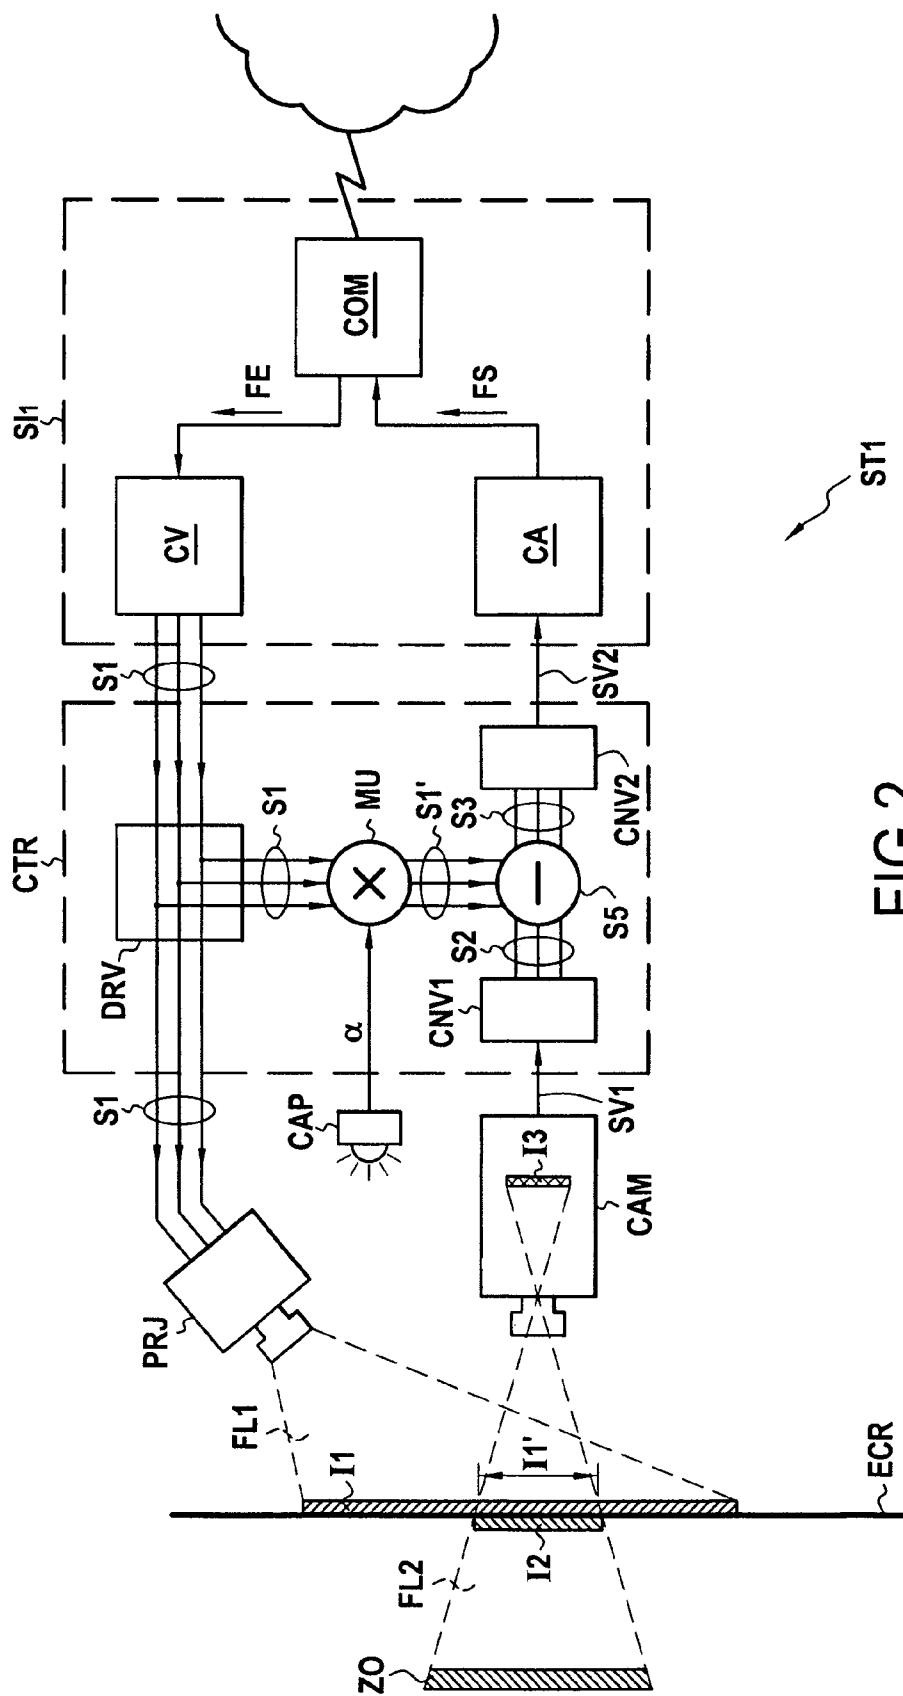 CTR
SI1
S1
DRV
S1
PRJ
CV
FL1
S1
FE
CAP
I1
α
MU
COM
ZO
FL2
CNV1
S1'
S2
S3
FS
I2
I1'
I3
CA
SV1
S5
SV2
CAM
CNV2
ECR
ST1
FIG.2